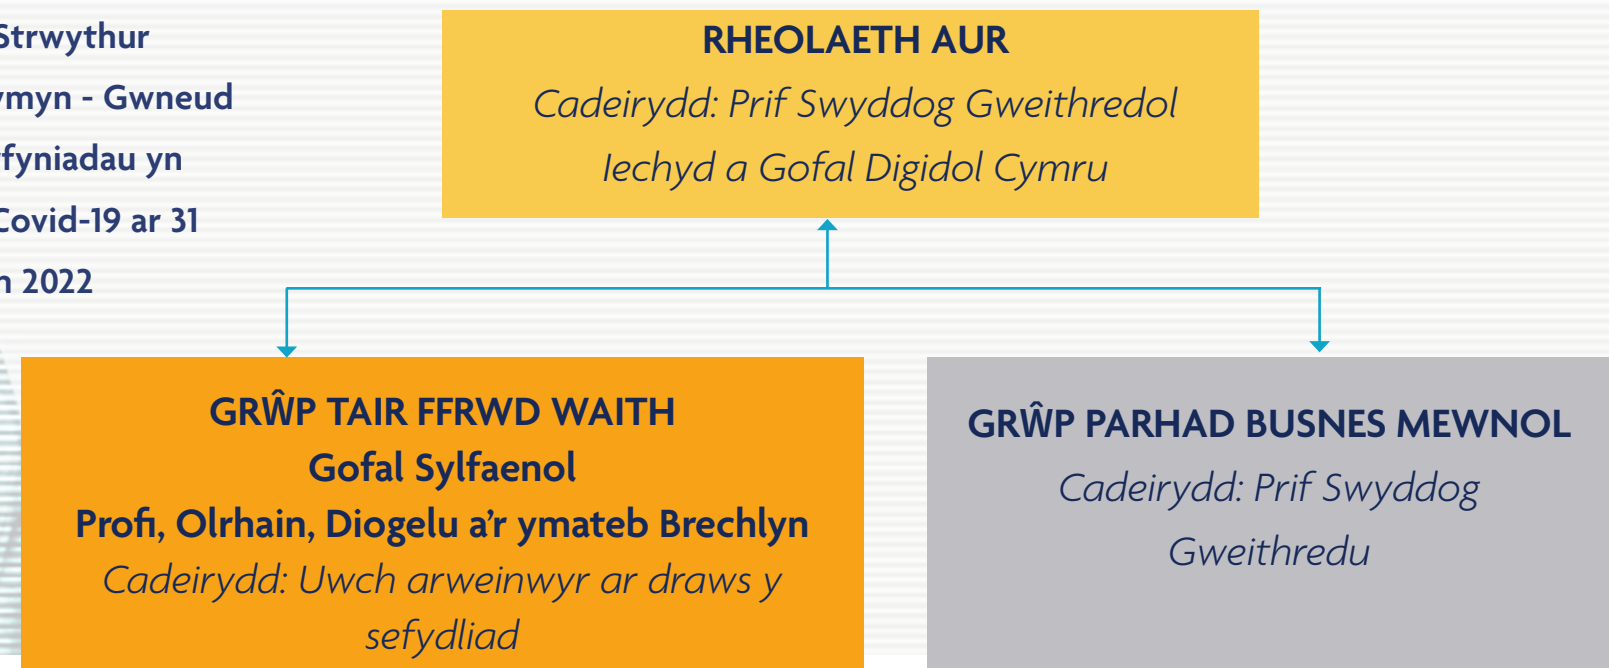 Strwythur
- Gwneud
yn
Covid-19 ar 31
2022
RHEOLAETH AUR
Cadeirydd: Prif Swyddog Gweithredol
Iechyd a Gofal Digidol Cymru
GRŴP TAIR FFRWD WAITH
Gofal Sylfaenol
Profi, Olrhain, Diogelu a’r ymateb Brechlyn
Cadeirydd: Uwch arweinwyr ar draws y
sefydliad
GRŴP PARHAD BUSNES MEWNOL
Cadeirydd: Prif Swyddog
Gweithredu